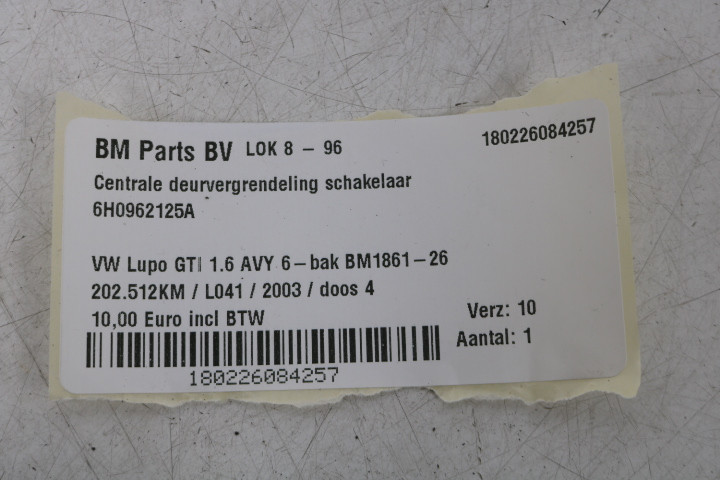 BM Parts BV LOK 8 - 96
180226084257
Centrale deurvergrendeling schakelaar
6H0962125A
VW Lupo GTI 1.6 AVY 6-bak BM1861-26
202.512KM / L041 / 2003 / doos 4
10,00 Euro incl BTW
Verz: 10
Aantal: 1
180226084257